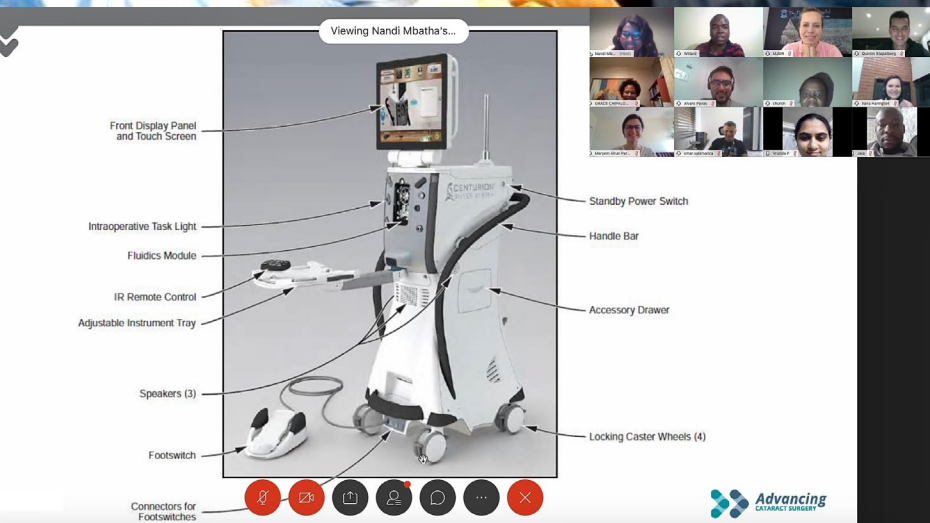 Viewing Nandi Mbatha's...
Front Display Panel
and Touch Screen
Intraoperative Task Light
Fluidics Module
IR Remote Control
Adjustable Instrument Tray
Speakers (3)
Footswitch
Connectors for
Footswitches
CENTURION
Standby Power Switch
Handle Bar
Accessory Drawer
Locking Caster Wheels (4)
Advancing
CATARACT SURGERY